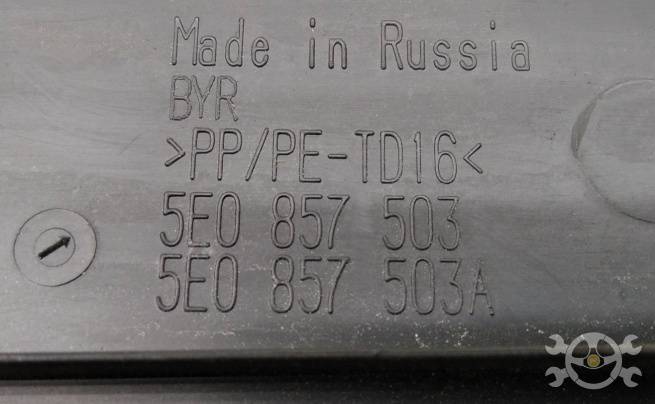 Made in Russia
BYR
>PP/PE-TD16<
5E0 857 503
5E0 857 503A